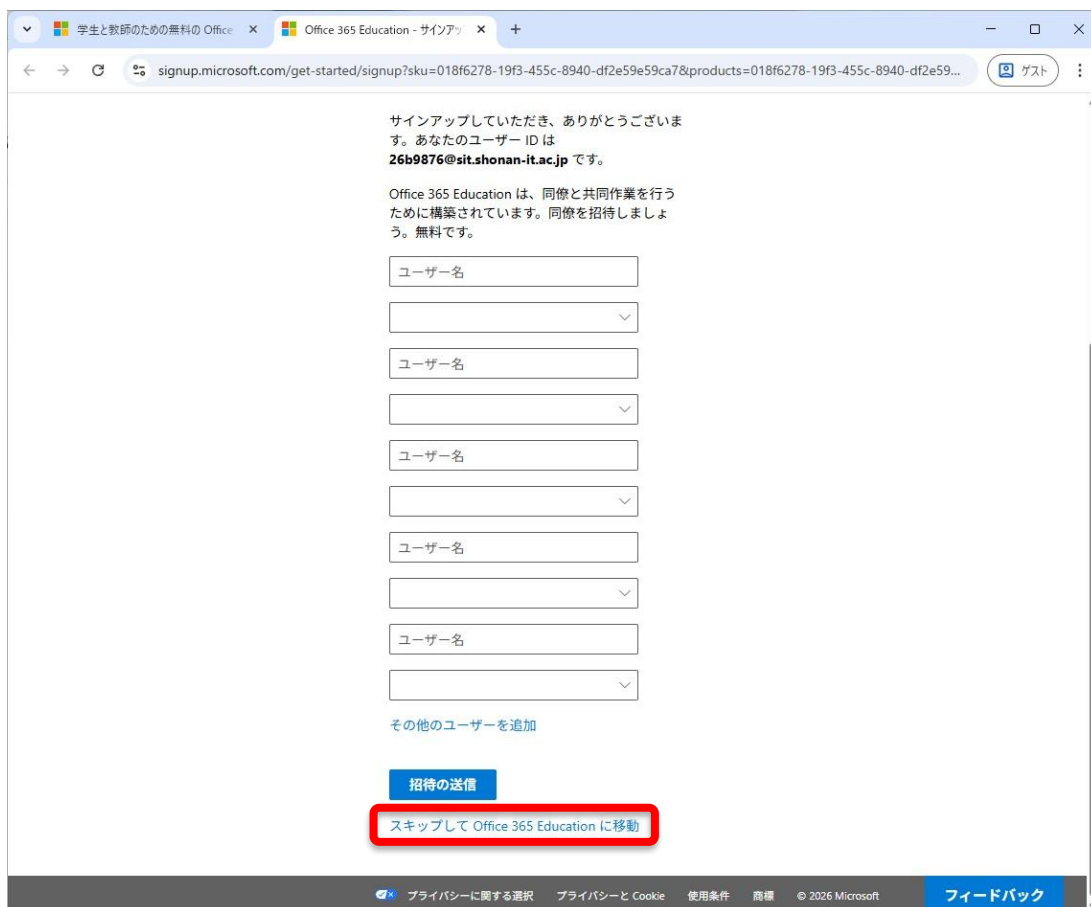 学生と教師のための無料の Office
Office 365 Education - サインアッ
signup.microsoft.com/get-started/signup?sku=018f6278-19f3-455c-8940-df2e59e59ca7&products=018f6278-19f3-455c-8940-df2e59...
ゲスト
サインアップしていただき、ありがとうございま
す。あなたのユーザー ID は
26b9876@sit.shonan-it.ac.jp です。
Office 365 Education は、同僚と共同作業を行う
ために構築されています。同僚を招待しましょ
う。無料です。
ユーザー名
ユーザー名
ユーザー名
ユーザー名
ユーザー名
その他のユーザーを追加
招待の送信
スキップして Office 365 Education に移動
プライバシーに関する選択 プライバシーと Cookie 使用条件 商標 © 2026 Microsoft フィードバック